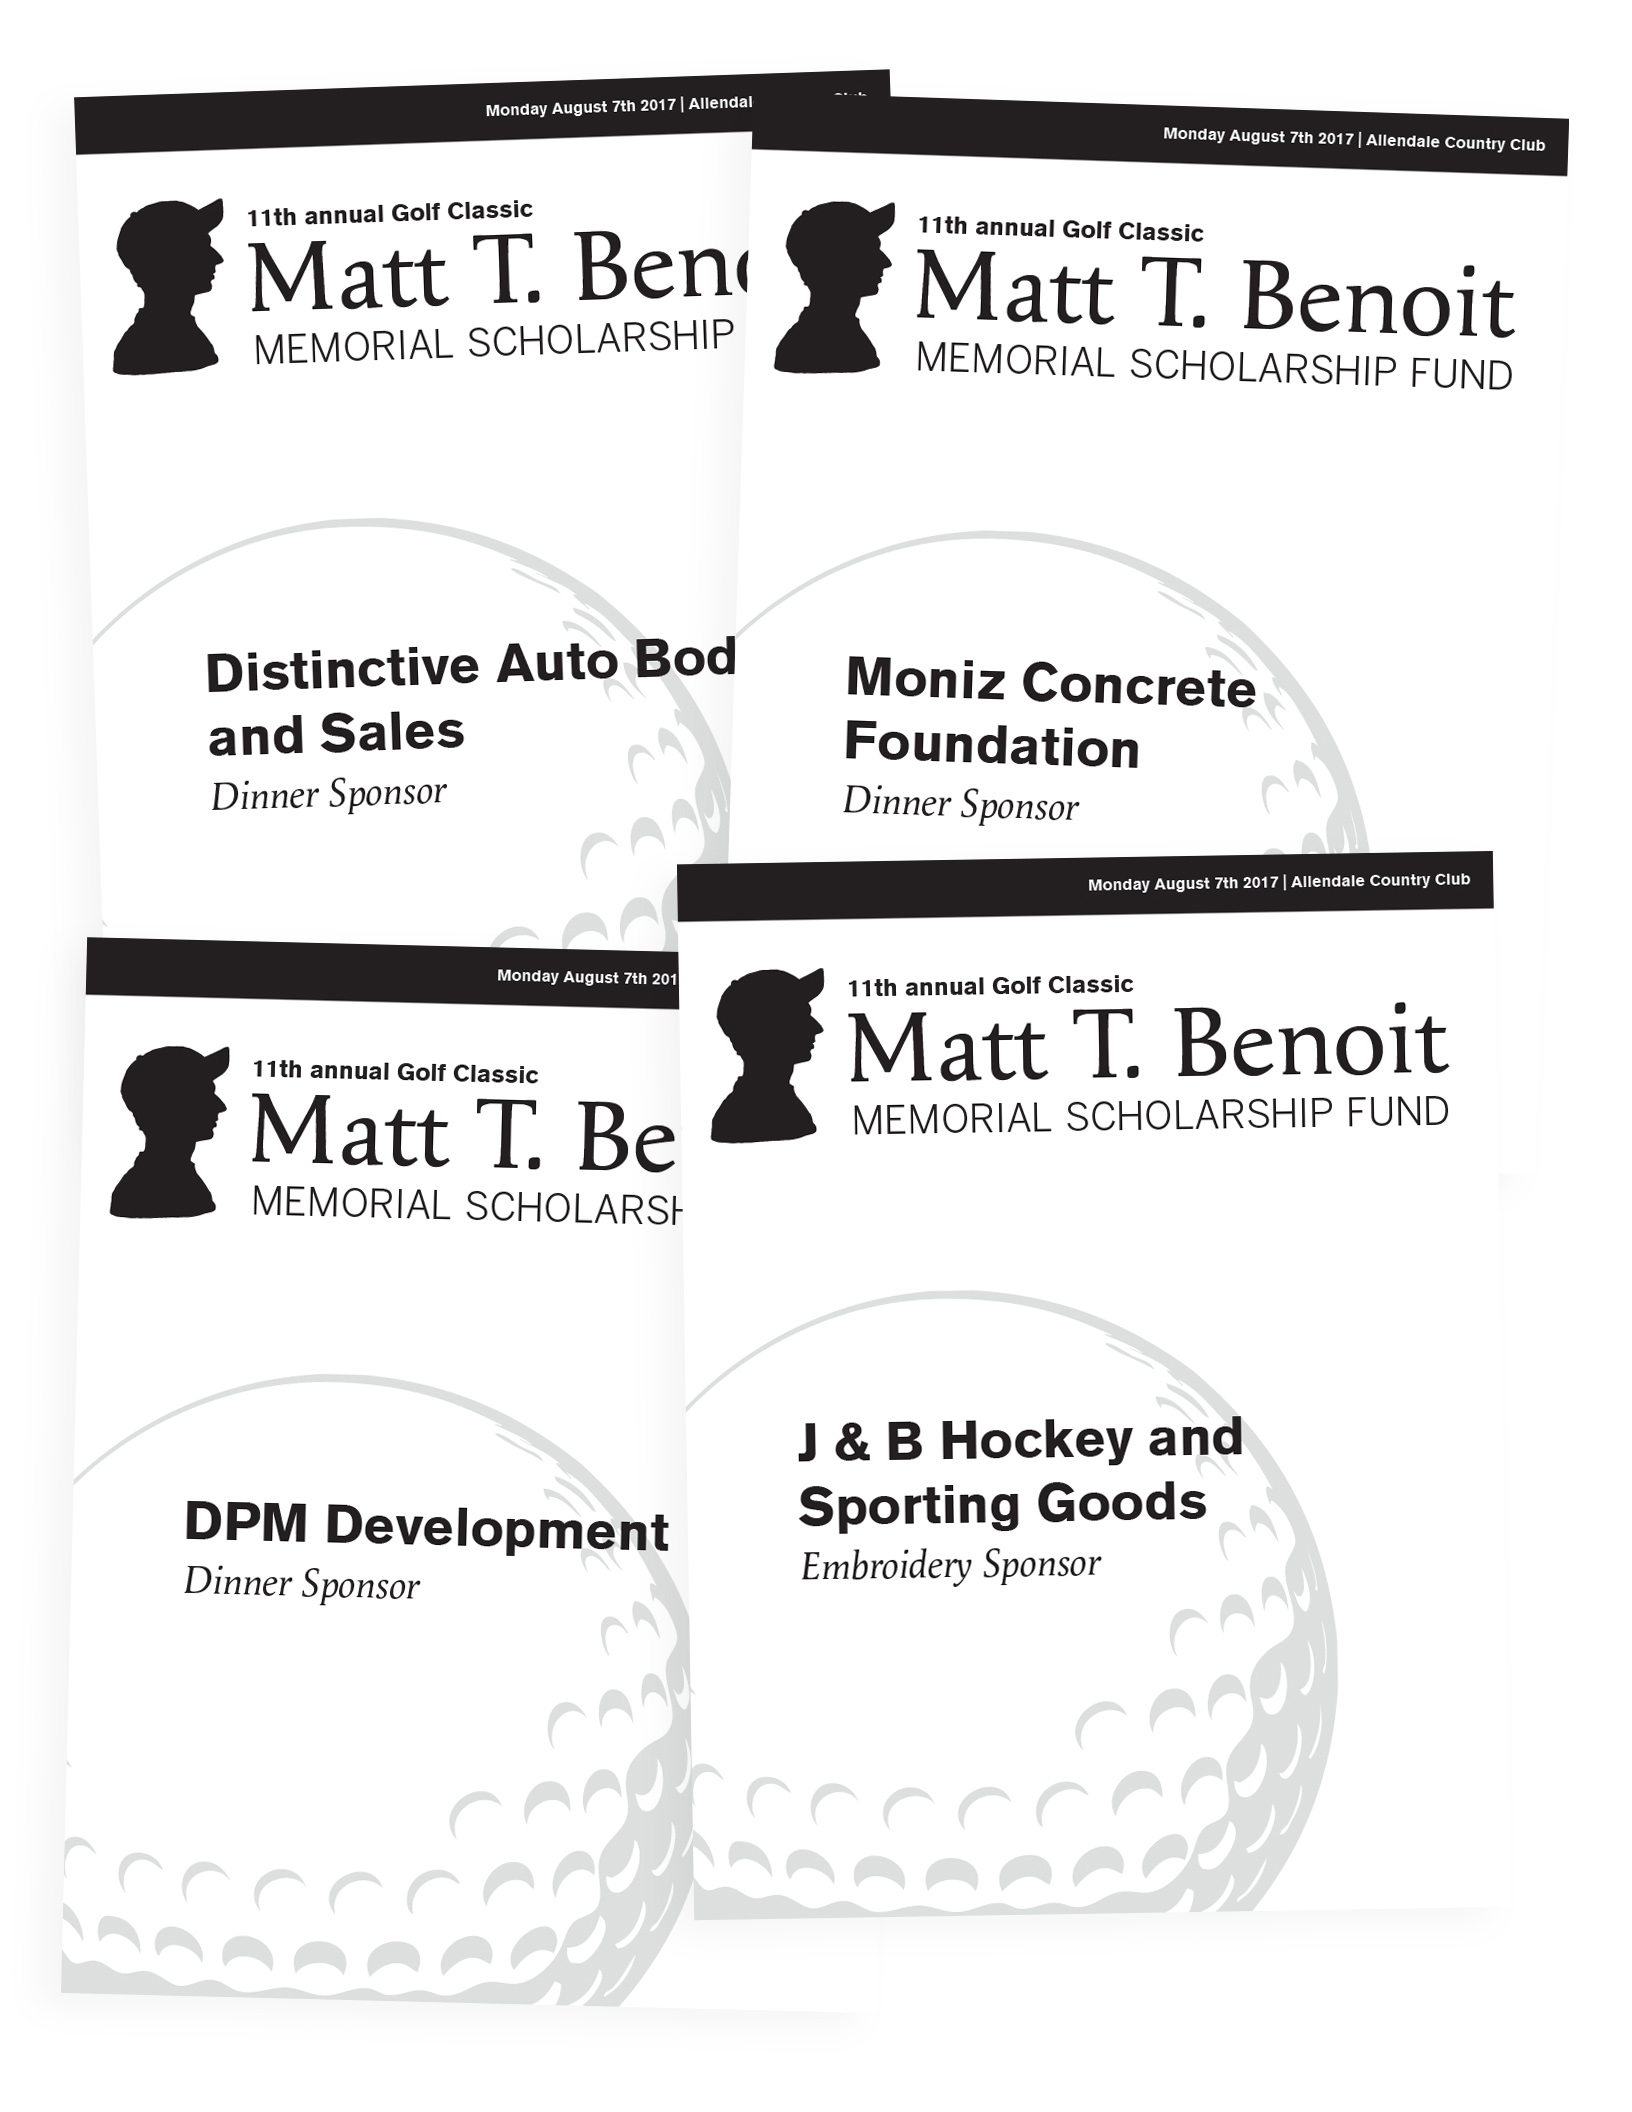 Monday August 7th 2017 | Allendal
11th annual Golf Classic
Matt T. Beno
MEMORIAL SCHOLARSHIP
Distinctive Auto Bod
and Sales
Dinner Sponsor
Monday August 7th 2017 | Allendale Country Club
11th annual Golf Classic
Matt T. Benoit
MEMORIAL SCHOLARSHIP FUND
Moniz Concrete
Foundation
Dinner Sponsor
Monday August 7th 201
11th annual Golf Classic
Matt T. Be
MEMORIAL SCHOLARSH
DPM Development
Dinner Sponsor
Monday August 7th 2017 | Allendale Country Club
11th annual Golf Classic
Matt T. Benoit
MEMORIAL SCHOLARSHIP FUND
J & B Hockey and
Sporting Goods
Embroidery Sponsor